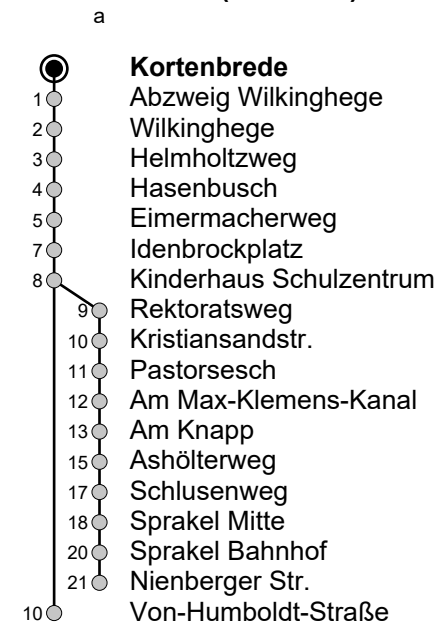 a
Kortenbrede
1 Abzweig Wilkinghege
2 Wilkinghege
3 Helmholtzweg
4 Hasenbusch
5 Eimermacherweg
7 Idenbrockplatz
8 Kinderhaus Schulzentrum
9 Rektoratsweg
10 Kristiansandstr.
11 Pastorsesch
12 Am Max-Klemens-Kanal
13 Am Knapp
15 Ashölterweg
17 Schlusenweg
18 Sprakel Mitte
20 Sprakel Bahnhof
21 Nienberger Str.
10 Von-Humboldt-Straße